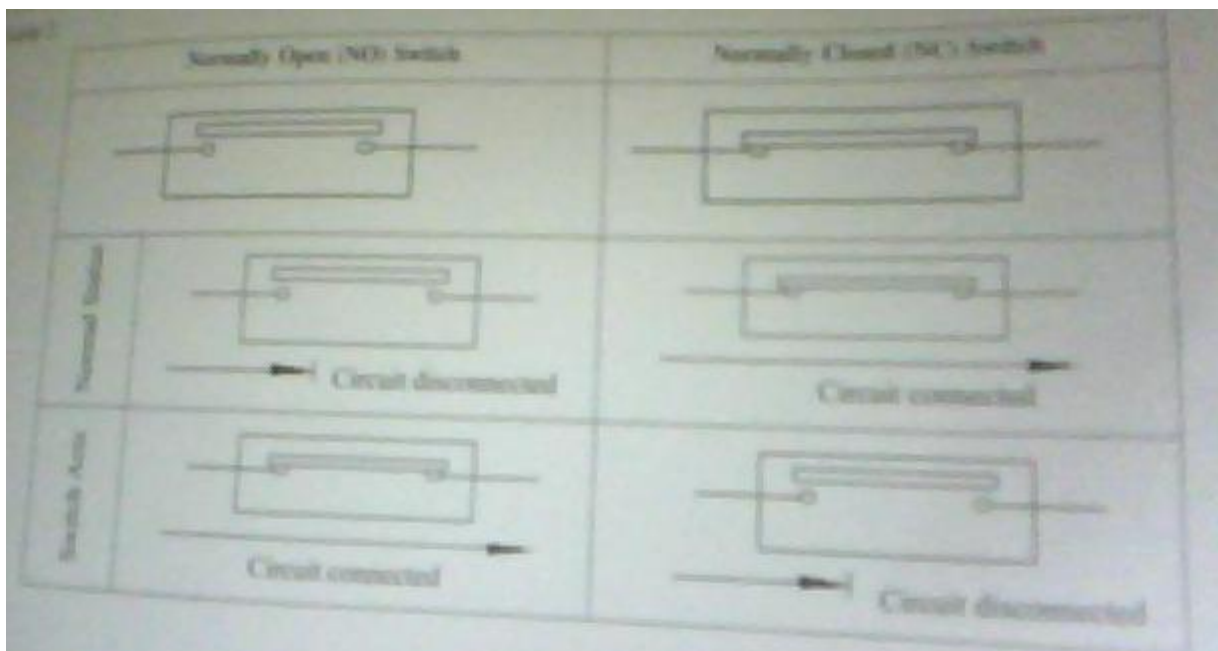 Normally Open (NO) Switch
Normally Closed (NC) Switch
Normal Status
Circuit disconnected
Circuit connected
Switch Acts
Circuit connected
Circuit disconnected